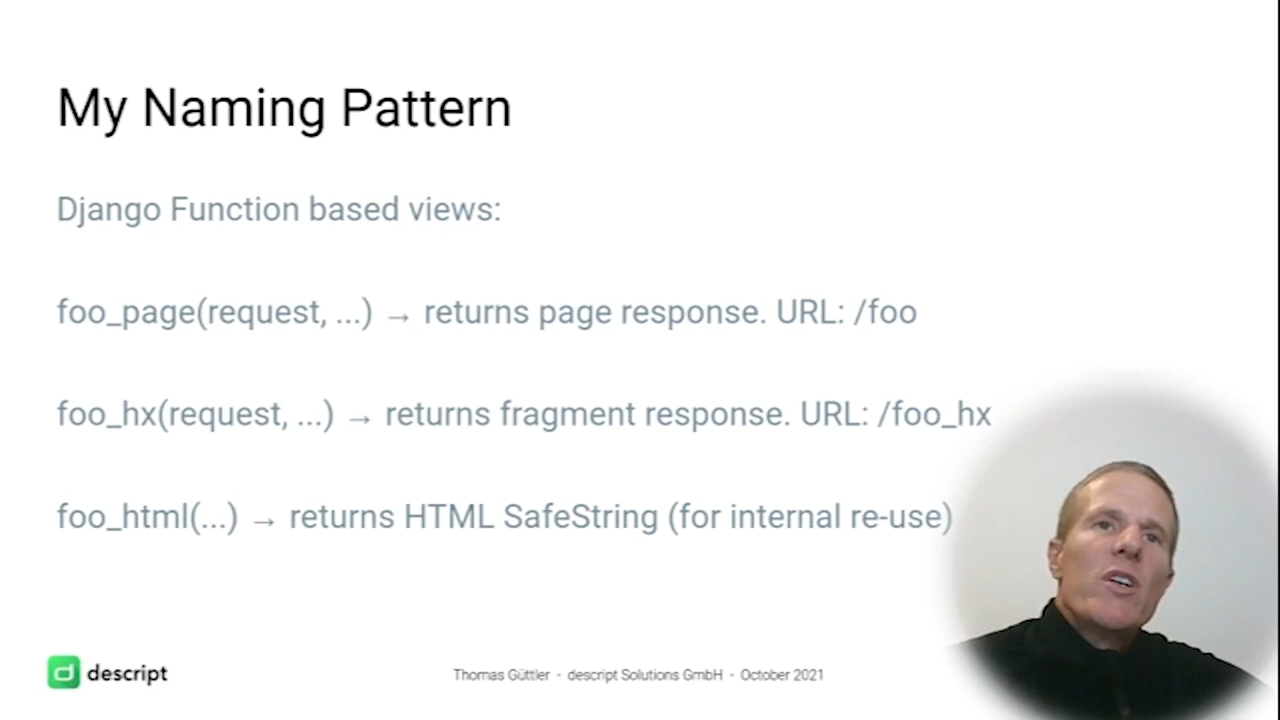 My Naming Pattern
Django Function based views:
foo_page(request, ...) → returns page response. URL: /foo
foo_hx(request, ...) → returns fragment response. URL: /foo_hx
foo_html(...) → returns HTML SafeString (for internal re-use)
descript
Thomas Güttler - descript Solutions GmbH - October 2021